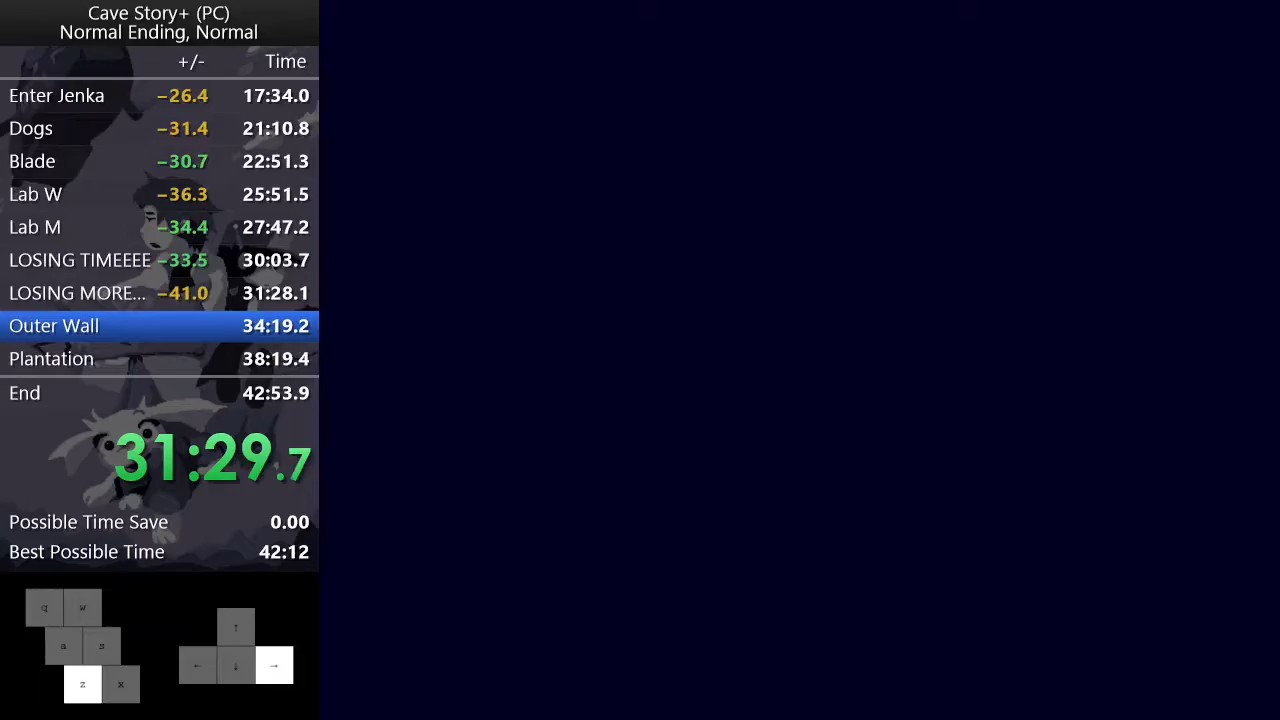 Cave Story+ (PC)
Normal Ending, Normal
+/- Time
Enter Jenka −26.4 17:34.0
Dogs −31.4 21:10.8
Blade −30.7 22:51.3
Lab W −36.3 25:51.5
Lab M −34.4 27:47.2
LOSING TIMEEEE −33.5 30:03.7
LOSING MORE... −41.0 31:28.1
Outer Wall 34:19.2
Plantation 38:19.4
End 42:53.9
31:29.7
Possible Time Save 0.00
Best Possible Time 42:12
q w
↑
a s
← ↓ →
z x